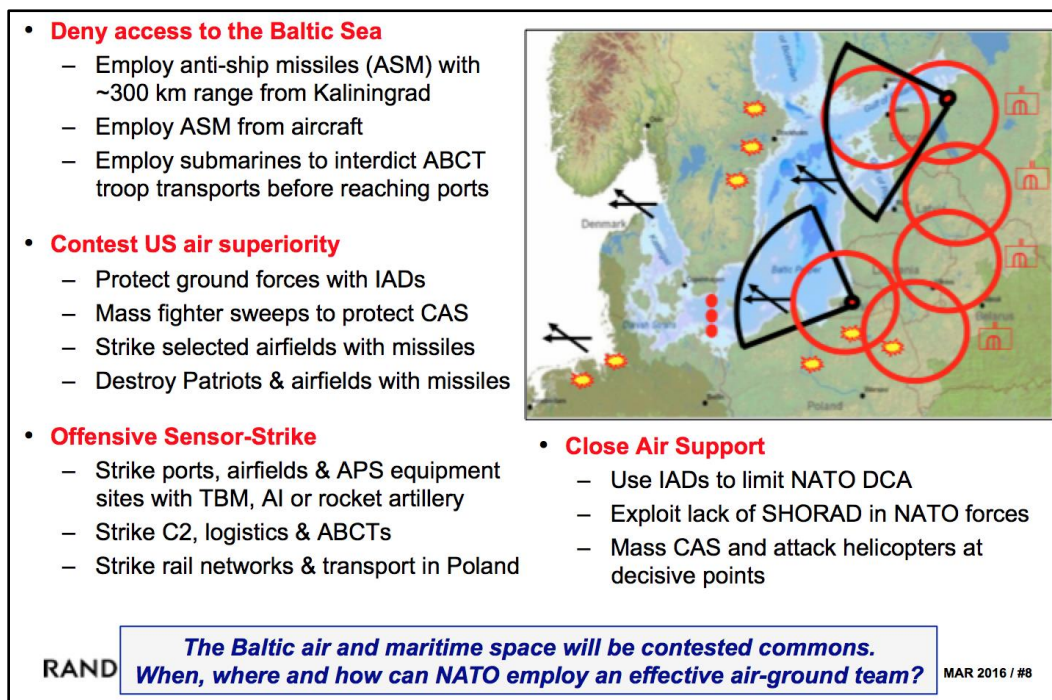 • Deny access to the Baltic Sea
– Employ anti-ship missiles (ASM) with
~300 km range from Kaliningrad
– Employ ASM from aircraft
– Employ submarines to interdict ABCT
troop transports before reaching ports
• Contest US air superiority
– Protect ground forces with IADs
– Mass fighter sweeps to protect CAS
– Strike selected airfields with missiles
– Destroy Patriots & airfields with missiles
• Offensive Sensor-Strike
– Strike ports, airfields & APS equipment
sites with TBM, AI or rocket artillery
– Strike C2, logistics & ABCTs
– Strike rail networks & transport in Poland
Denmark
Baltic
Belarus
Poland
• Close Air Support
– Use IADs to limit NATO DCA
– Exploit lack of SHORAD in NATO forces
– Mass CAS and attack helicopters at
decisive points
The Baltic air and maritime space will be contested commons.
When, where and how can NATO employ an effective air-ground team?
RAND
MAR 2016 / #8